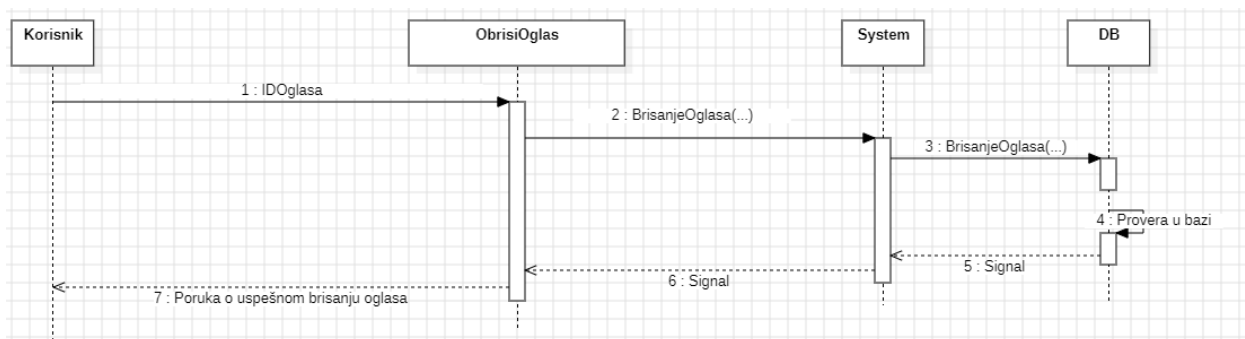 Korisnik
ObrisiOglas
System
DB
1 : IDOglasa
2 : BrisanjeOglasa(...)
3 : BrisanjeOglasa(...)
4 : Provera u bazi
5 : Signal
6 : Signal
7 : Poruka o uspešnom brisanju oglasa